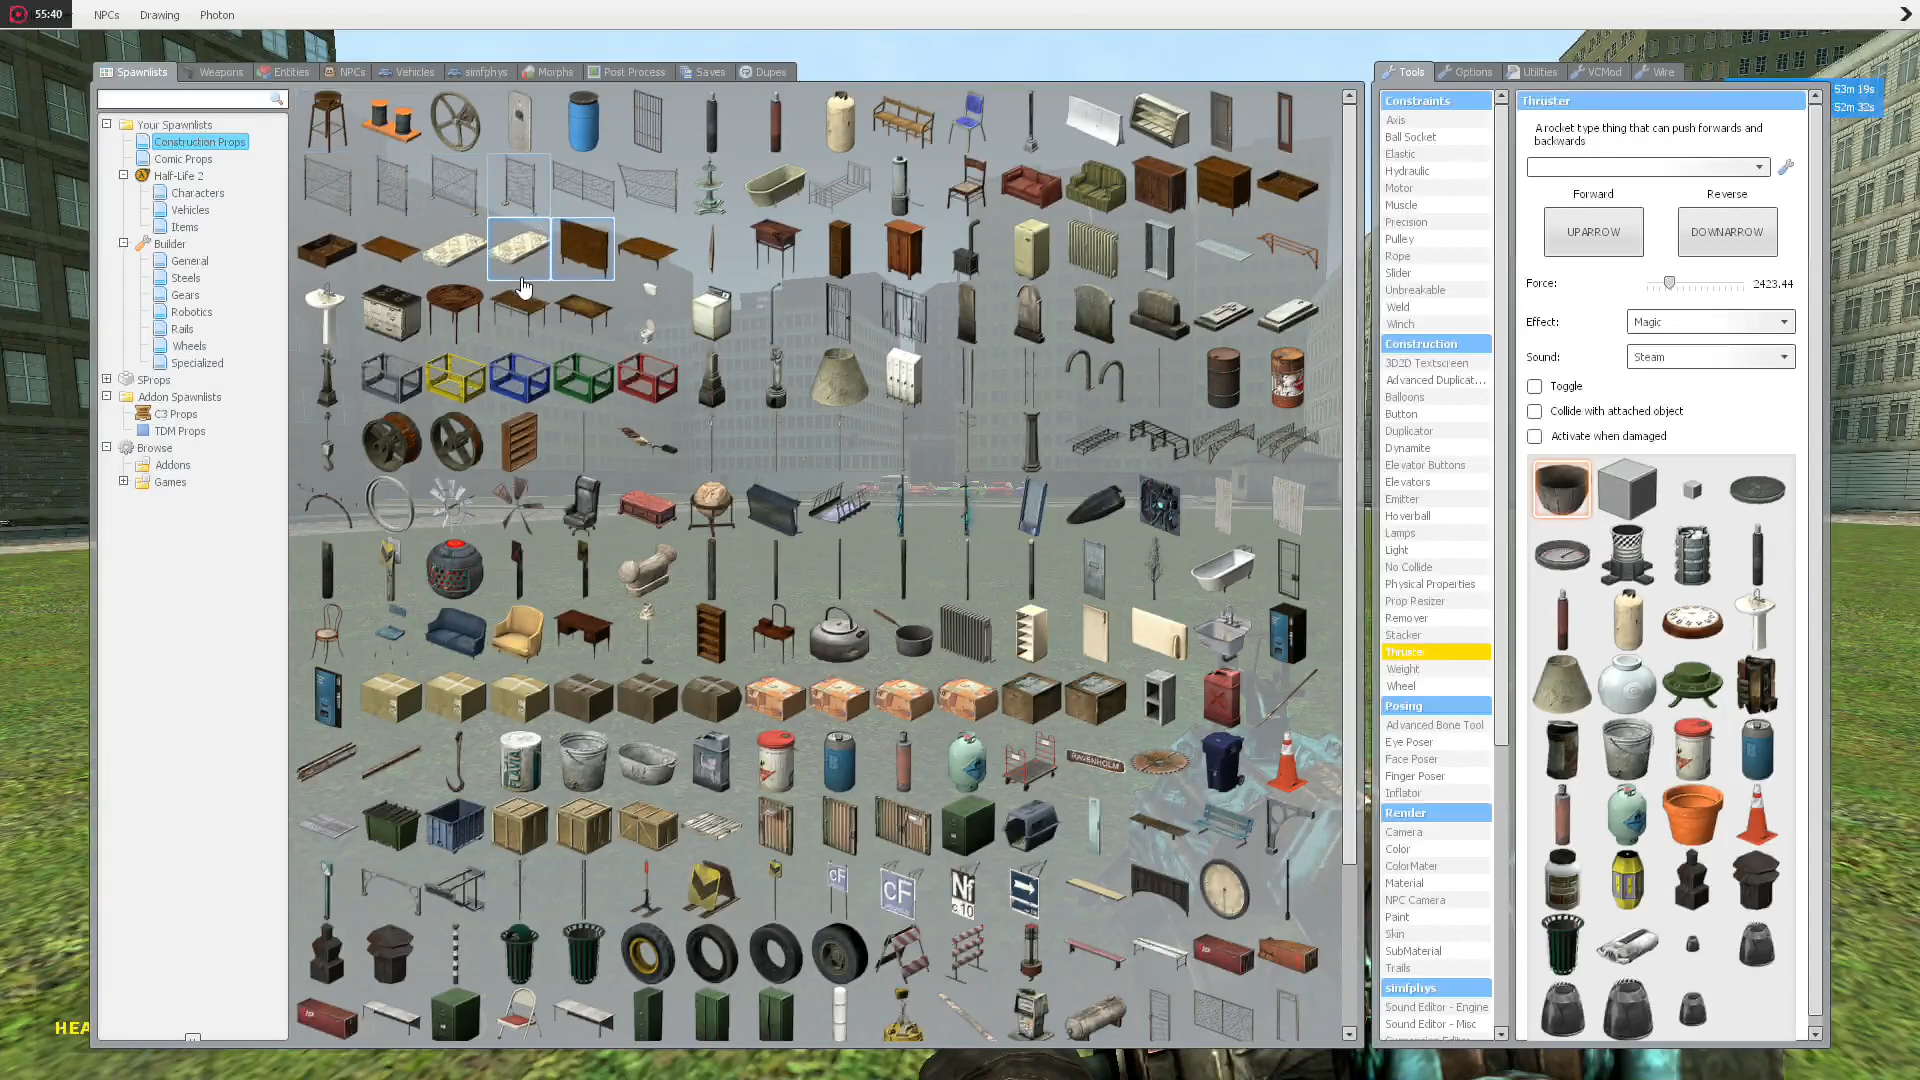 55:40 NPCs Drawing Photon
Spawnlists Weapons Entities NPCs Vehicles simfphys Morphs Post Process Saves Dupes
Tools Options Utilities VCMod Wire
53m 19s
52m 32s
Your Spawnlists
Construction Props
Comic Props
Half-Life 2
Characters
Vehicles
Items
Builder
General
Steels
Gears
Robotics
Rails
Wheels
Specialized
SProps
Addon Spawnlists
C3 Props
TDM Props
Browse
Addons
Games
HEA
RAVENHOLM
cF
cF
Nf
c10
Constraints
Axis
Ball Socket
Elastic
Hydraulic
Motor
Muscle
Precision
Pulley
Rope
Slider
Unbreakable
Weld
Winch
Construction
3D2D Textscreen
Advanced Duplicat...
Balloons
Button
Duplicator
Dynamite
Elevator Buttons
Elevators
Emitter
Hoverball
Lamps
Light
No Collide
Physical Properties
Prop Resizer
Remover
Stacker
Thruster
Weight
Wheel
Posing
Advanced Bone Tool
Eye Poser
Face Poser
Finger Poser
Inflator
Render
Camera
Color
ColorMater
Material
NPC Camera
Paint
Skin
SubMaterial
Trails
simfphys
Sound Editor - Engine
Sound Editor - Misc
Thruster
A rocket type thing that can push forwards and
backwards
Forward Reverse
UPARROW DOWNARROW
Force: 2423.44
Effect: Magic
Sound: Steam
Toggle
Collide with attached object
Activate when damaged